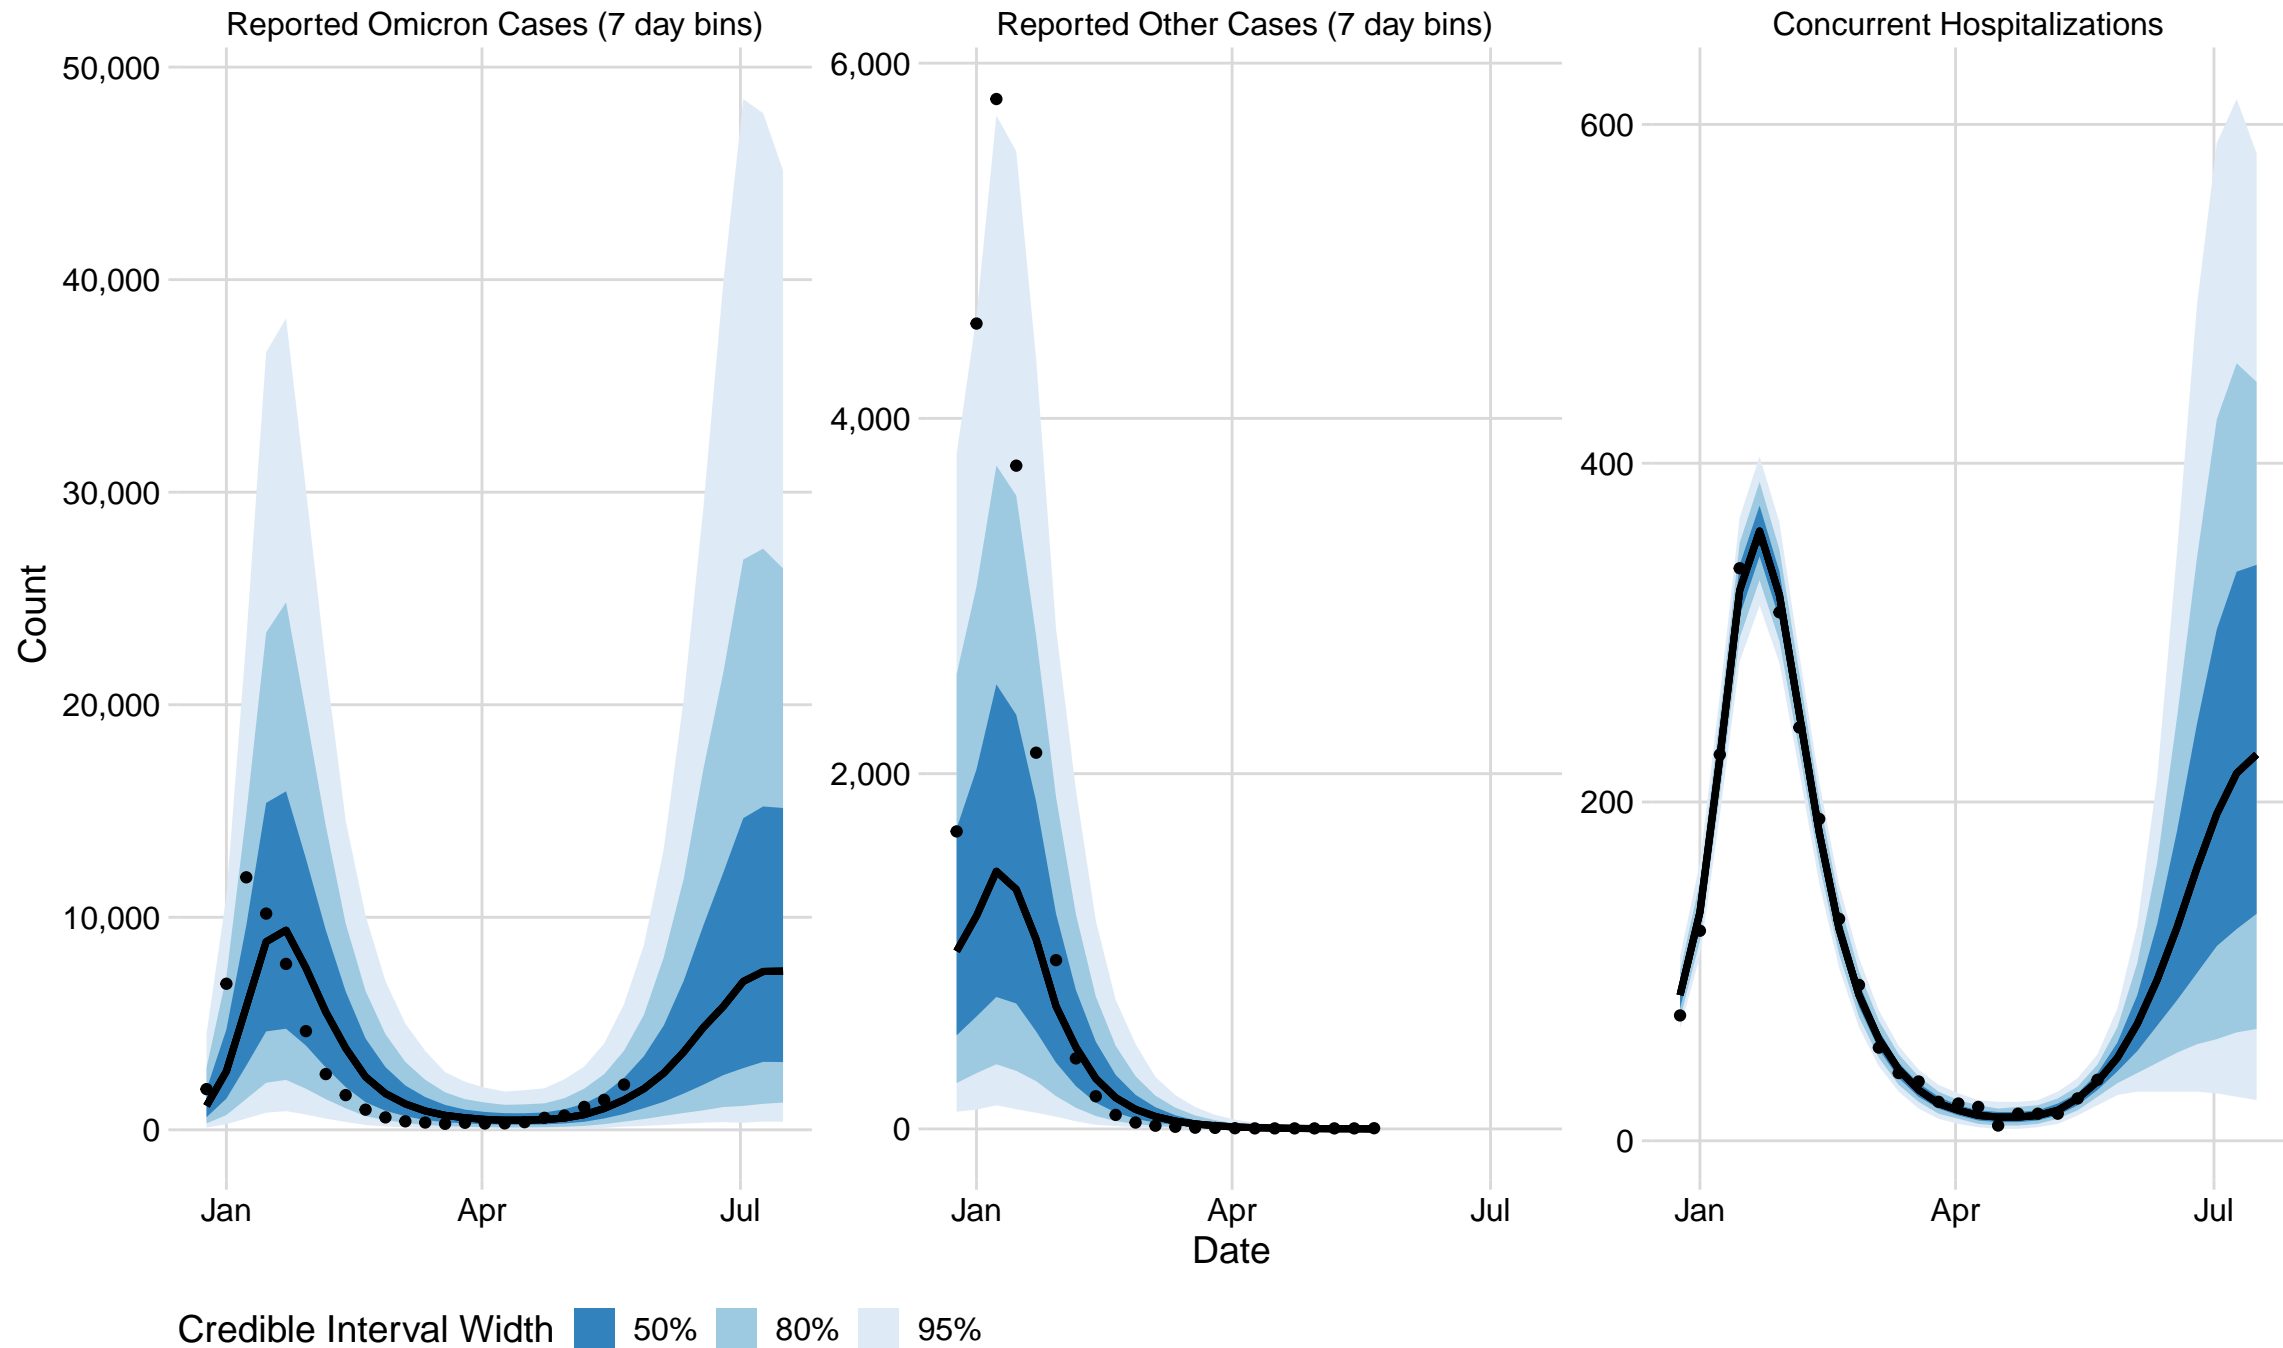 Reported Omicron Cases (7 day bins)
Reported Other Cases (7 day bins)
Concurrent Hospitalizations
Count
50,000
40,000
30,000
20,000
10,000
0
Jan
Apr
Jul
6,000
4,000
2,000
0
Jan
Apr
Jul
600
400
200
0
Jan
Apr
Jul
Date
Credible Interval Width 50% 80% 95%